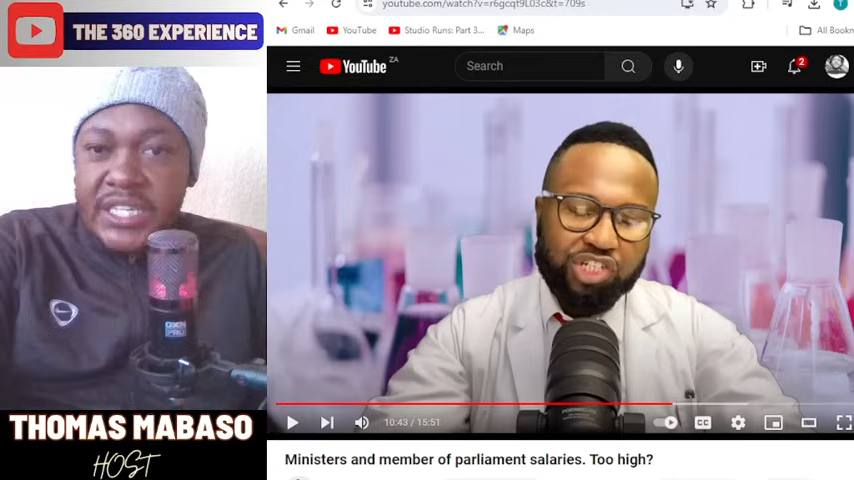 THE 360 EXPERIENCE
youtube.com/watch?v=r6gcqt9L03c&t=709s
Gmail
YouTube
Studio Runs: Part 3...
Maps
All Bookm
YouTube ZA
Search
2
10:43 / 15:51
CC
Ministers and member of parliament salaries. Too high?
THOMAS MABASO
HOST